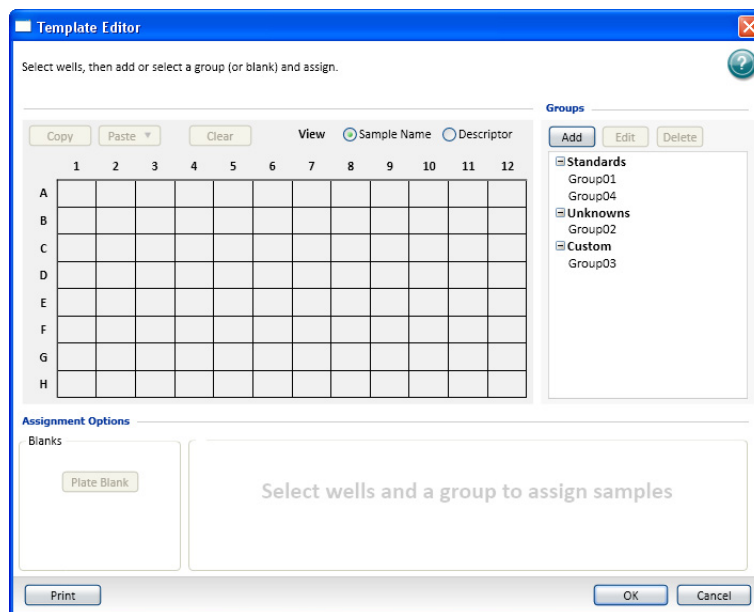 Template Editor
Select wells, then add or select a group (or blank) and assign.
?
Groups
Copy Paste Clear View Sample Name Descriptor
Add Edit Delete
1 2 3 4 5 6 7 8 9 10 11 12
A
B
C
D
E
F
G
H
Standards
Group01
Group04
Unknowns
Group02
Custom
Group03
Assignment Options
Blanks
Plate Blank
Select wells and a group to assign samples
Print OK Cancel